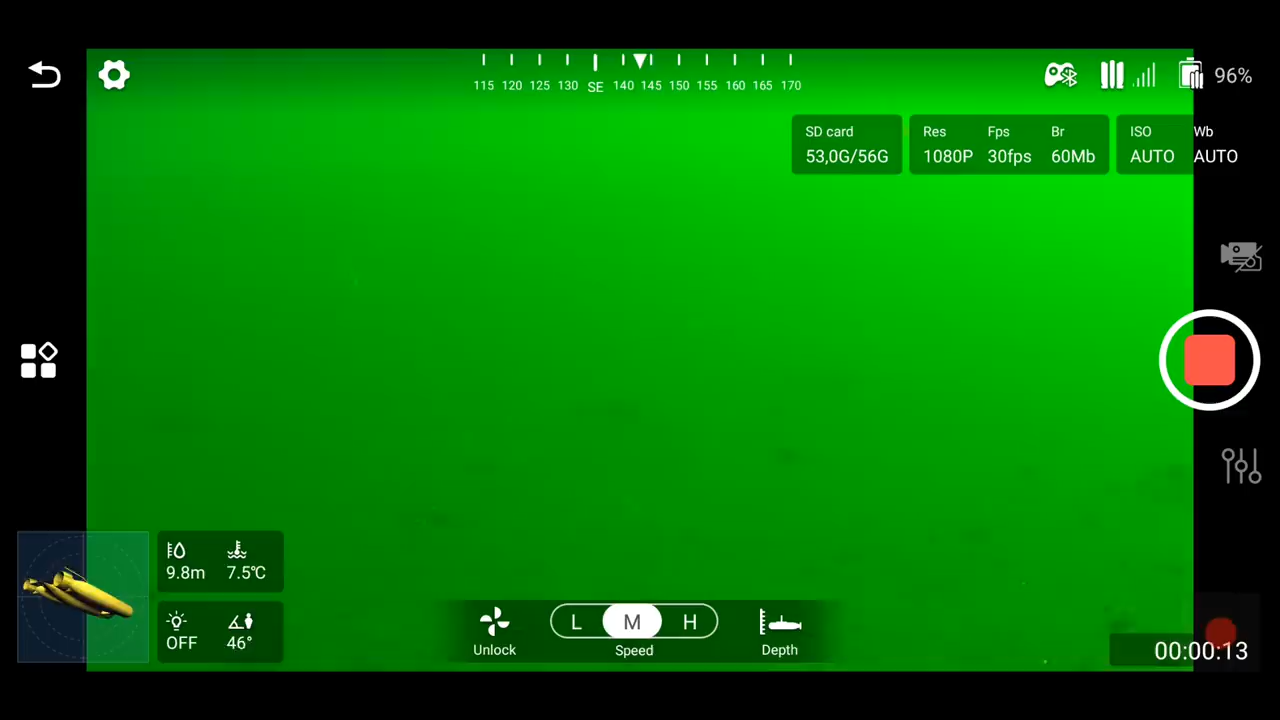 115 120 125 130 SE 140 145 150 155 160 165 170
96%
SD card
53,0G/56G
Res Fps Br
1080P 30fps 60Mb
ISO Wb
AUTO AUTO
9.8m 7.5℃
OFF 46°
L M H
Unlock Speed Depth
00:00:13